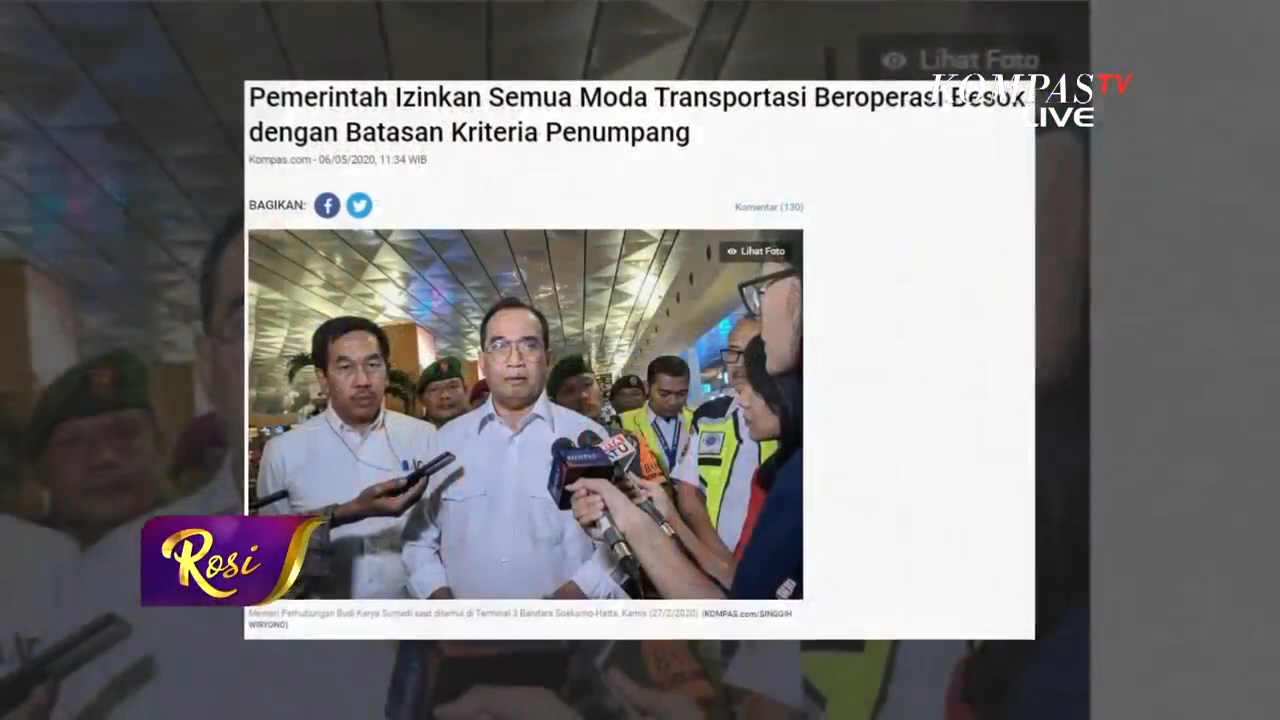 Lihat Foto
KOMPAS TV
LIVE
Pemerintah Izinkan Semua Moda Transportasi Beroperasi Besok
dengan Batasan Kriteria Penumpang
Kompas.com - 06/05/2020, 11:34 WIB
BAGIKAN:
Komentar (130)
Lihat Foto
KOMPAS
Rosi
Menteri Perhubungan Budi Karya Sumadi saat ditemui di Terminal 3 Bandara Soekarno-Hatta, Kamis (27/2/2020) (KOMPAS.com/SINGGIH
WIRYONO)